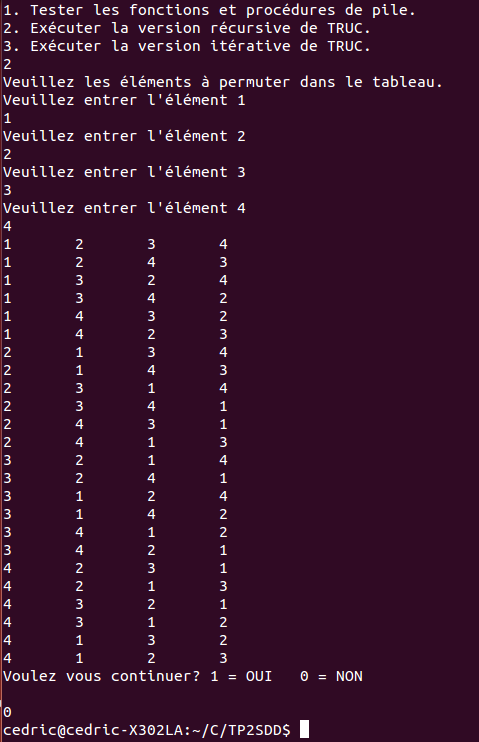 1. Tester les fonctions et procédures de pile.
2. Exécuter la version récursive de TRUC.
3. Exécuter la version itérative de TRUC.
2
Veuillez les éléments à permuter dans le tableau.
Veuillez entrer l'élément 1
1
Veuillez entrer l'élément 2
2
Veuillez entrer l'élément 3
3
Veuillez entrer l'élément 4
4
1 2 3 4
1 2 4 3
1 3 2 4
1 3 4 2
1 4 3 2
1 4 2 3
2 1 3 4
2 1 4 3
2 3 1 4
2 3 4 1
2 4 3 1
2 4 1 3
3 2 1 4
3 2 4 1
3 1 2 4
3 1 4 2
3 4 1 2
3 4 2 1
4 2 3 1
4 2 1 3
4 3 2 1
4 3 1 2
4 1 3 2
4 1 2 3
Voulez vous continuer? 1 = OUI   0 = NON
0
cedric@cedric-X302LA:~/C/TP2SDD$